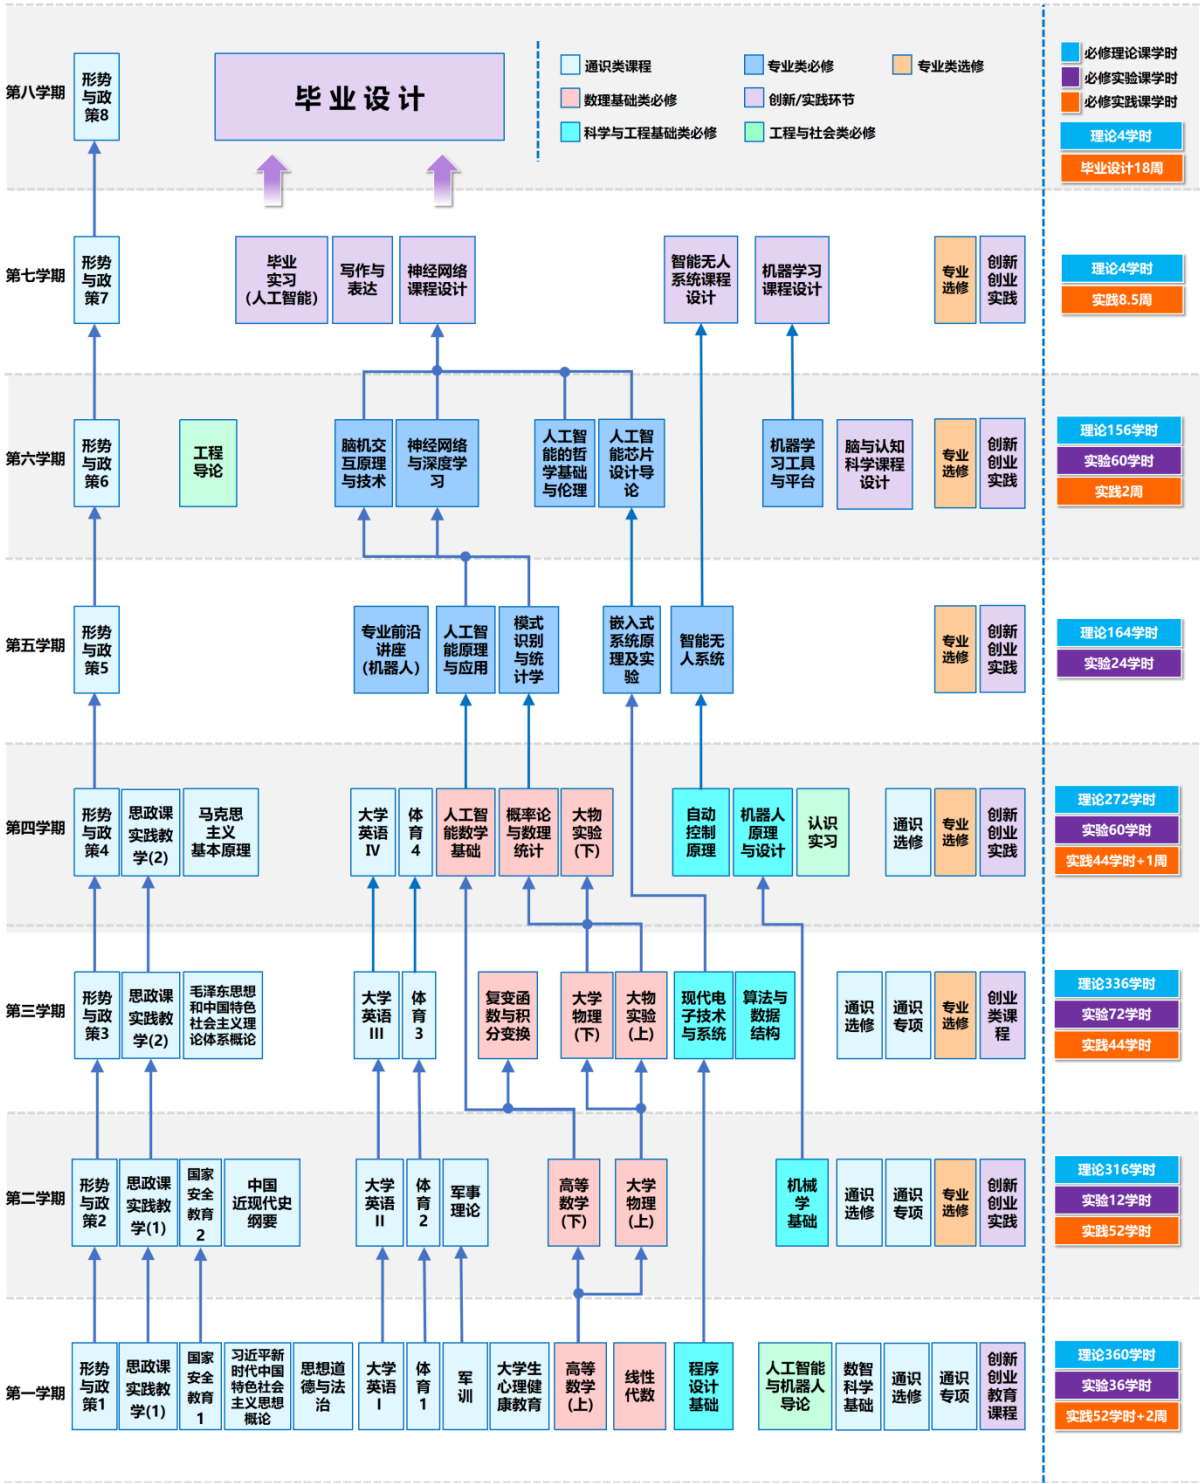 第八学期
形势
与政
策8
毕业设计
通识类课程
专业类必修
专业类选修
数理基础类必修
创新/实践环节
科学与工程基础类必修
工程与社会类必修
必修理论课学时
必修实验课学时
必修实践课学时
理论4学时
毕业设计18周
第七学期
形势
与政
策7
毕业
实习
（人工智能）
写作与
表达
神经网络
课程设计
智能无人
系统课程
设计
机器学习
课程设计
专业
选修
创新
创业
实践
理论4学时
实践8.5周
第六学期
形势
与政
策6
工程
导论
脑机交
互原理
与技术
神经网络
与深度学
习
人工智
能的哲
学基础
与伦理
人工智
能芯片
设计导
论
机器学
习工具
与平台
脑与认知
科学课程
设计
专业
选修
创新
创业
实践
理论156学时
实验60学时
实践2周
第五学期
形势
与政
策5
专业前沿
讲座
（机器人）
人工智
能原理
与应用
模式
识别
与统
计学
嵌入式
系统原
理及实
验
智能无
人系统
专业
选修
创新
创业
实践
理论164学时
实验24学时
第四学期
形势
与政
策4
思政课
实践教
学(2)
马克思
主义
基本原理
大学
英语
IV
体
育
4
人工智
能数学
基础
概率论
与数理
统计
大物
实验
(下)
自动
控制
原理
机器人
原理
与设计
认识
实习
通识
选修
专业
选修
创新
创业
实践
理论272学时
实验60学时
实践44学时+1周
第三学期
形势
与政
策3
思政课
实践教
学(2)
毛泽东思想
和中国特色
社会主义理
论体系概论
大学
英语
III
体
育
3
复变函
数与积
分变换
大学
物理
(下)
大物
实验
(上)
现代电
子技术
与系统
算法与
数据
结构
通识
选修
通识
专项
专业
选修
创业
类课
程
理论336学时
实验72学时
实践44学时
第二学期
形势
与政
策2
思政课
实践教
学(1)
国家
安全
教育
2
中国
近现代史
纲要
大学
英语
II
体
育
2
军事
理论
高等
数学
(下)
大学
物理
(上)
机械
学
基础
通识
选修
通识
专项
专业
选修
创新
创业
实践
理论316学时
实验12学时
实践52学时
第一学期
形势
与政
策1
思政课
实践教
学(1)
国家
安全
教育
1
习近平新
时代中国
特色社会
主义思想
概论
思想道
德与法
治
大学
英语
I
体
育
1
军
训
大学生
心理健
康教育
高等
数学
(上)
线性
代数
程序
设计
基础
人工智能
与机器人
导论
数智
科学
基础
通识
选修
通识
专项
创新
创业
教育
课程
理论360学时
实验36学时
实践52学时+2周